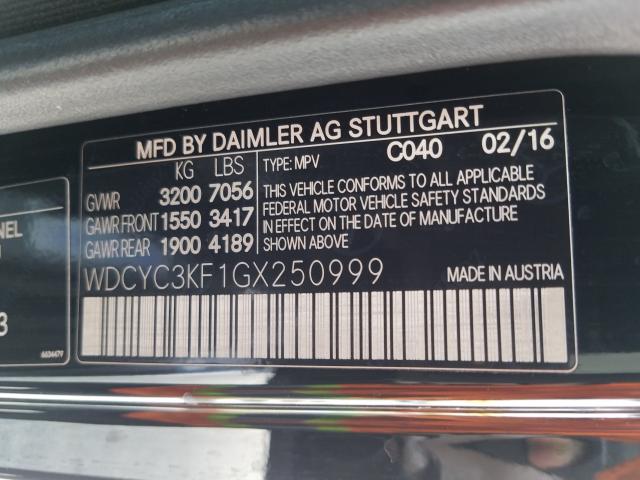 MFD BY DAIMLER AG STUTTGART
KG LBS
GVWR 3200 7056
GAWR FRONT 1550 3417
GAWR REAR 1900 4189
TYPE: MPV C040 02/16
THIS VEHICLE CONFORMS TO ALL APPLICABLE
FEDERAL MOTOR VEHICLE SAFETY STANDARDS
IN EFFECT ON THE DATE OF MANUFACTURE
SHOWN ABOVE
WDCYC3KF1GX250999
MADE IN AUSTRIA
NEL
3
6634479